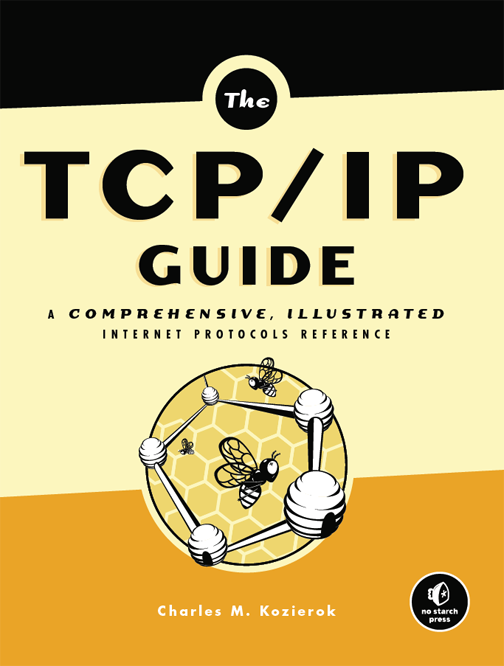 The
TCP/IP
GUIDE
A COMPREHENSIVE, ILLUSTRATED
INTERNET PROTOCOLS REFERENCE
Charles M. Kozierok
no starch
press